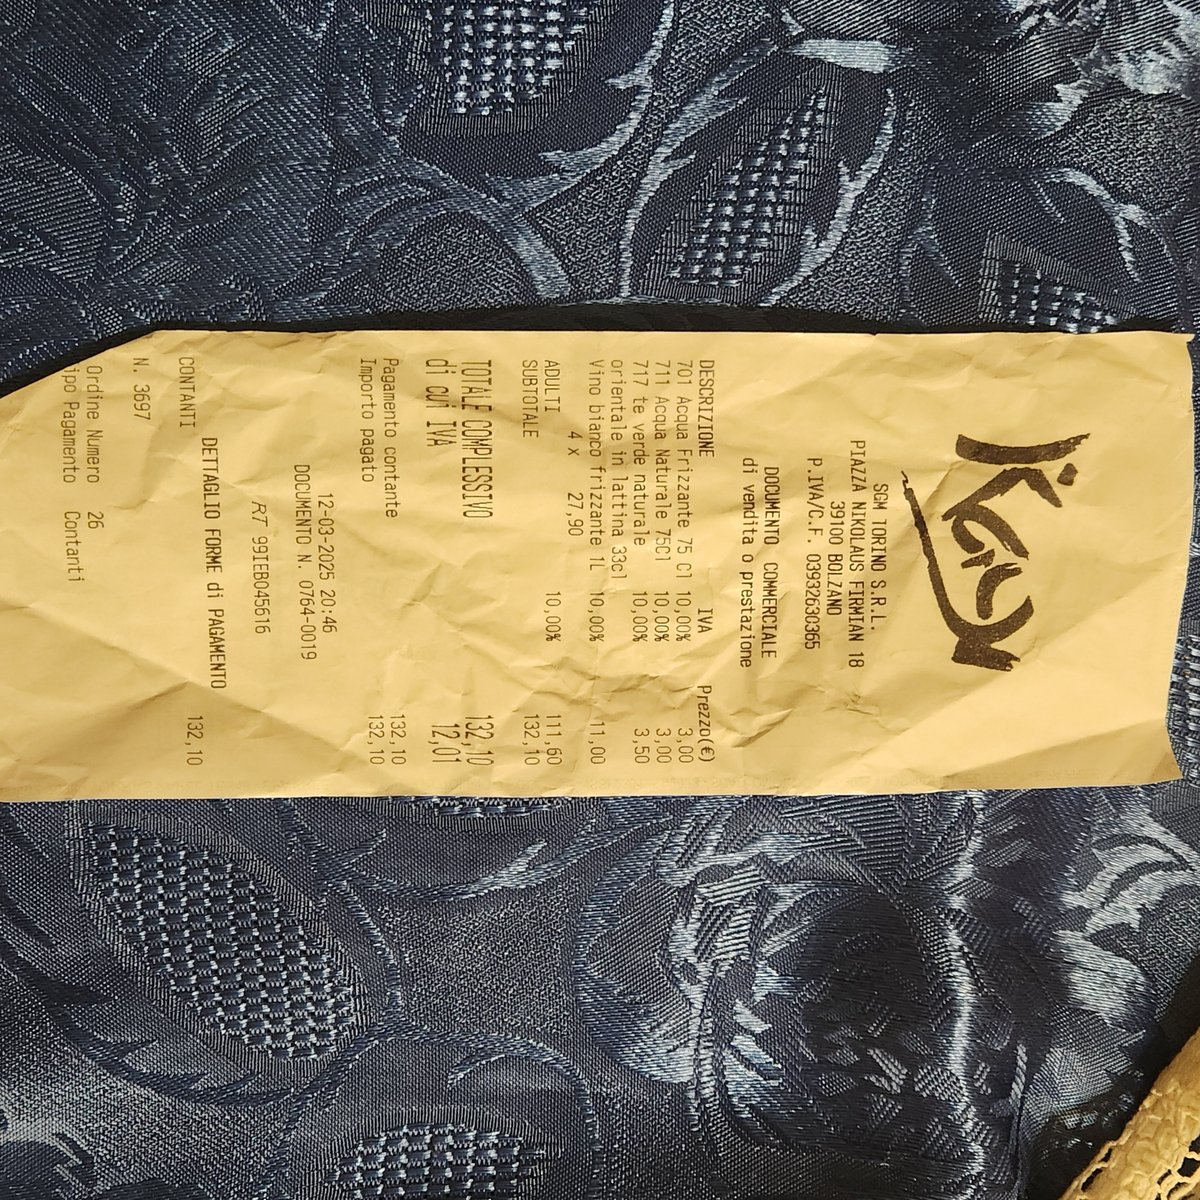 SGM TORINO S.R.L.
PIAZZA NIKOLAUS FIRMIAN 18
39100 BOLZANO
P.IVA/C.F. 03932630365
DOCUMENTO COMMERCIALE
di vendita o prestazione
DESCRIZIONE IVA Prezzo(€)
701 Acqua Frizzante 75 Cl 10,00% 3,00
711 Acqua Naturale 75Cl 10,00% 3,00
717 te verde naturale 10,00% 3,50
orientale in lattina 33cl
Vino bianco frizzante 1L 10,00% 11,00
4 x 27,90
ADULTI 10,00% 111,60
SUBTOTALE 132,10
TOTALE COMPLESSIVO 132,10
di cui IVA 12,01
Pagamento contante 132,10
Importo pagato 132,10
12-03-2025 20:46
DOCUMENTO N. 0764-0019
RT 99IEB045616
DETTAGLIO FORME di PAGAMENTO
CONTANTI 132,10
N. 3697
Ordine Numero 26
ipo Pagamento Contanti